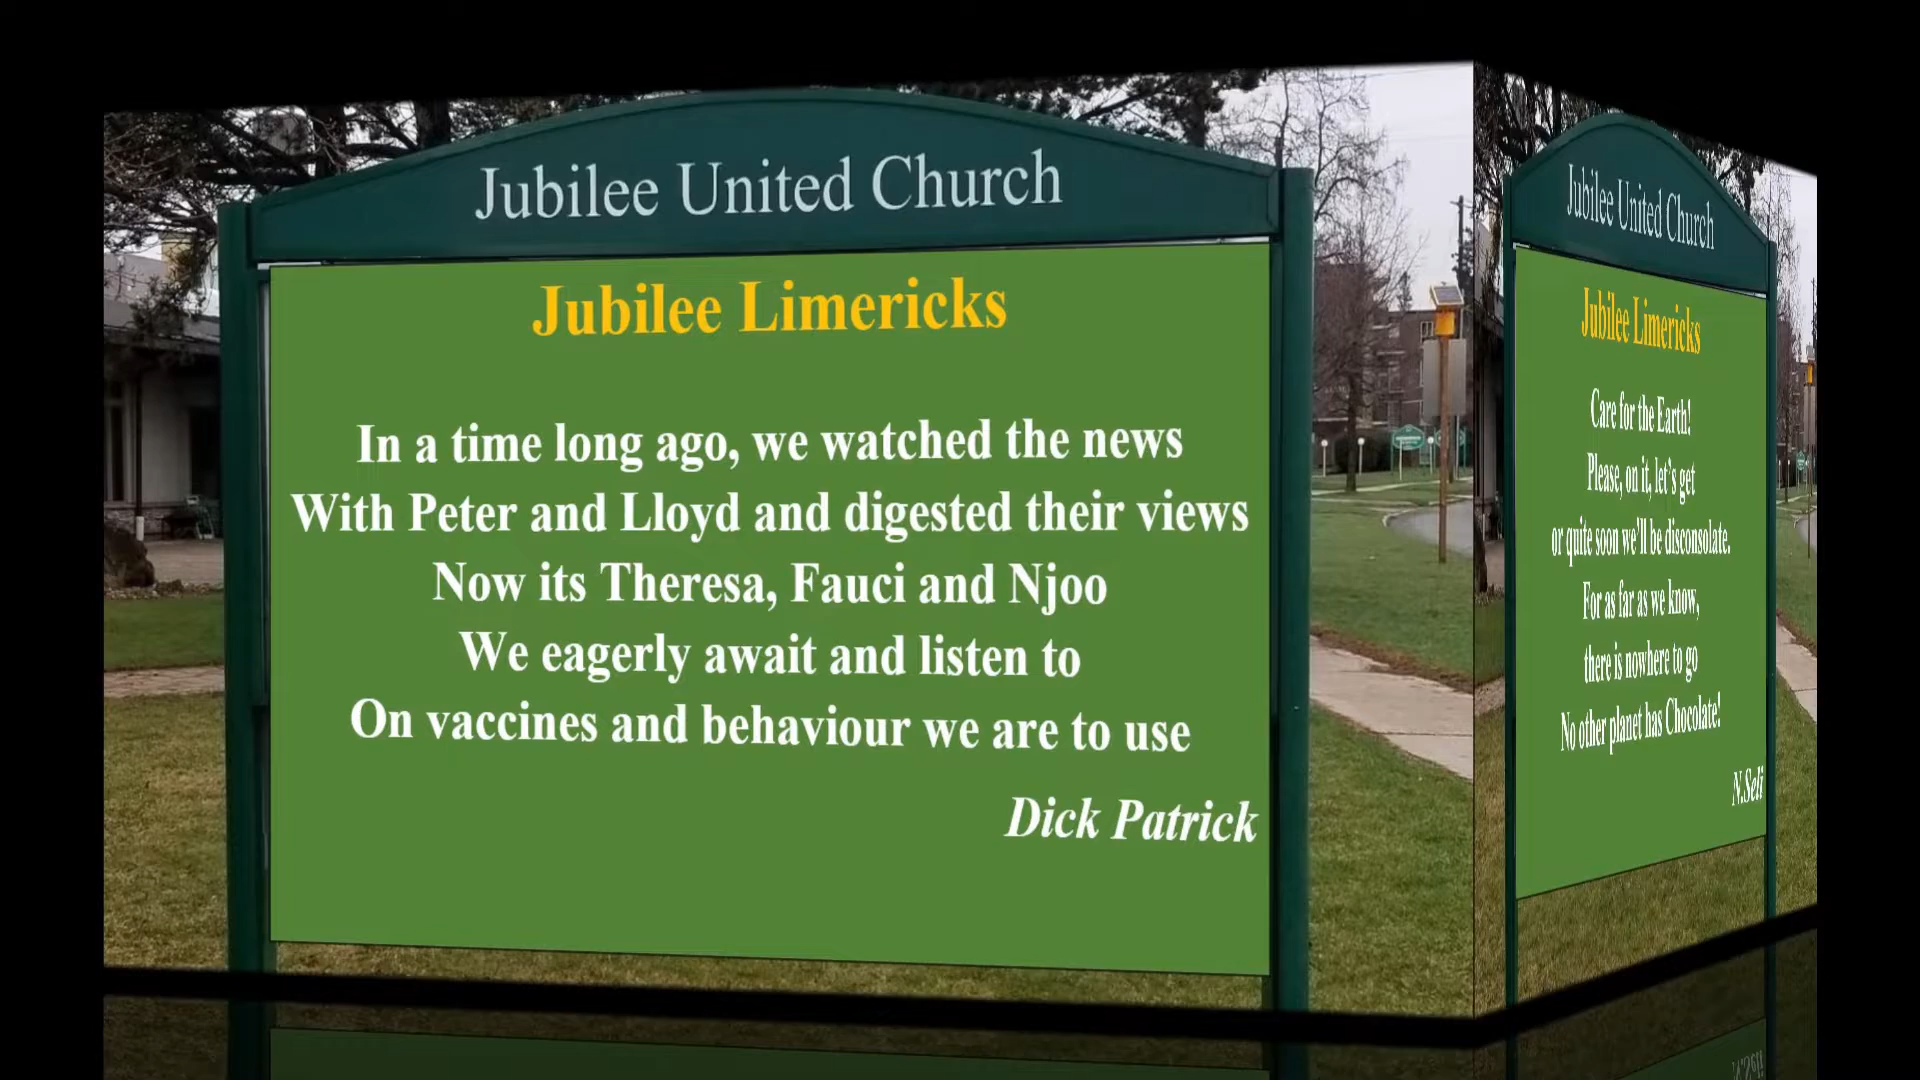 Jubilee United Church
Jubilee Limericks
In a time long ago, we watched the news
With Peter and Lloyd and digested their views
Now its Theresa, Fauci and Njoo
We eagerly await and listen to
On vaccines and behaviour we are to use
Dick Patrick
Jubilee United Church
Jubilee Limericks
Care for the Earth!
Please, on it, let's get
or quite soon we'll be disconsolate.
For as far as we know,
there is nowhere to go
No other planet has Chocolate!
N.Seli